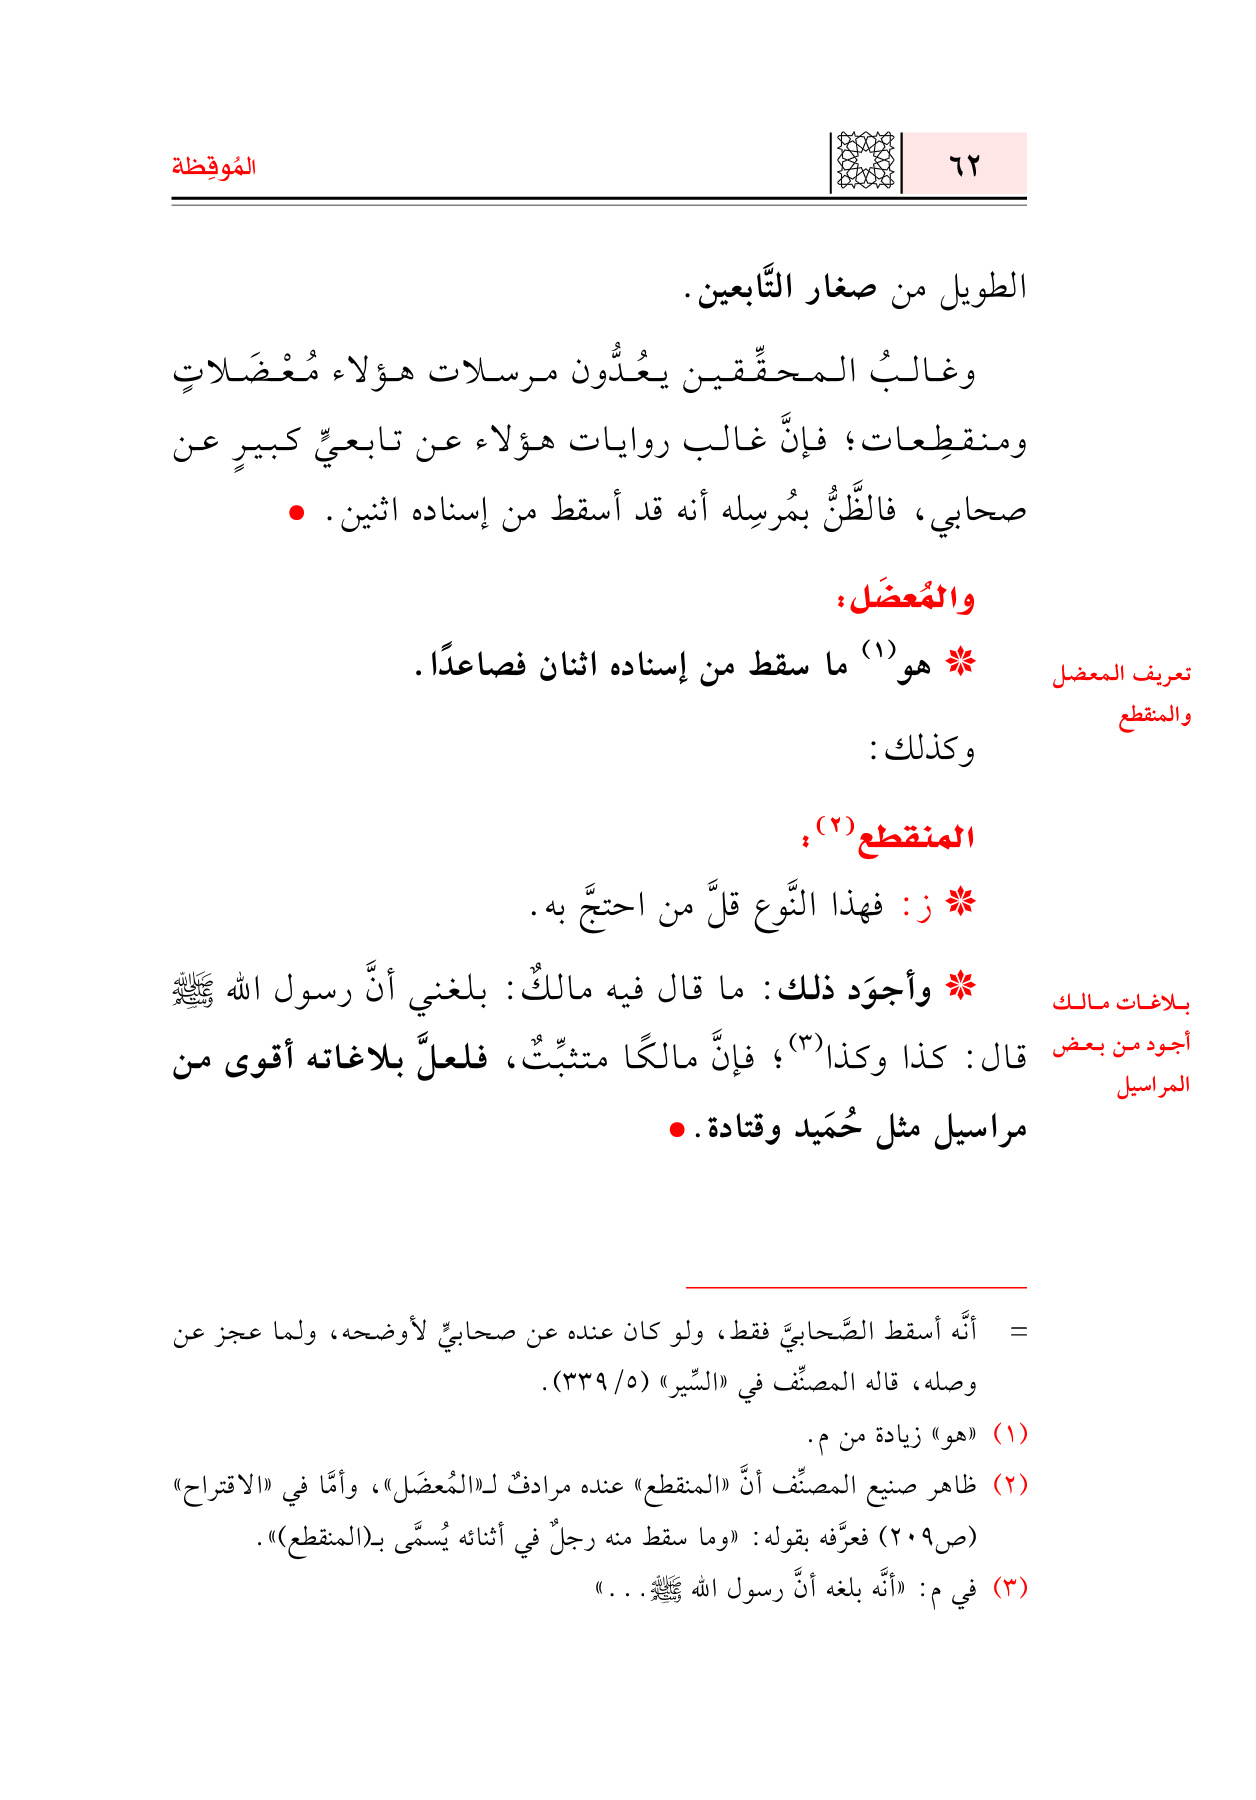 ٦٢
المُوقِظة
الطويل من صغار التَّابعين.
وغالبُ المحقِّقين يعُدُّون مرسلات هؤلاء مُعْضَلاتٍ
ومنقطِعات؛ فإنَّ غالب روايات هؤلاء عن تابعيٍّ كبيرٍ عن
صحابي، فالظَّنُّ بمُرسِله أنه قد أسقط من إسناده اثنين. •
والمُعضَل:
❋ هو(١) ما سقط من إسناده اثنان فصاعدًا.
تعريف المعضل
والمنقطع
وكذلك:
المنقطع(٢):
❋ ز: فهذا النَّوع قلَّ من احتجَّ به.
❋ وأجوَد ذلك: ما قال فيه مالكٌ: بلغني أنَّ رسول الله ﷺ
قال: كذا وكذا(٣)؛ فإنَّ مالكًا متثبِّتٌ، فلعلَّ بلاغاته أقوى من
مراسيل مثل حُمَيد وقتادة. •
بلاغات مالك
أجود من بعض
المراسيل
= أنَّه أسقط الصَّحابيَّ فقط، ولو كان عنده عن صحابيٍّ لأوضحه، ولما عجز عن
وصله، قاله المصنِّف في «السِّير» (٥/ ٣٣٩).
(١) «هو» زيادة من م.
(٢) ظاهر صنيع المصنِّف أنَّ «المنقطع» عنده مرادفٌ لـ«المُعضَل»، وأمَّا في «الاقتراح»
(ص٢٠٩) فعرَّفه بقوله: «وما سقط منه رجلٌ في أثنائه يُسمَّى بـ(المنقطع)».
(٣) في م: «أنَّه بلغه أنَّ رسول الله ﷺ...»